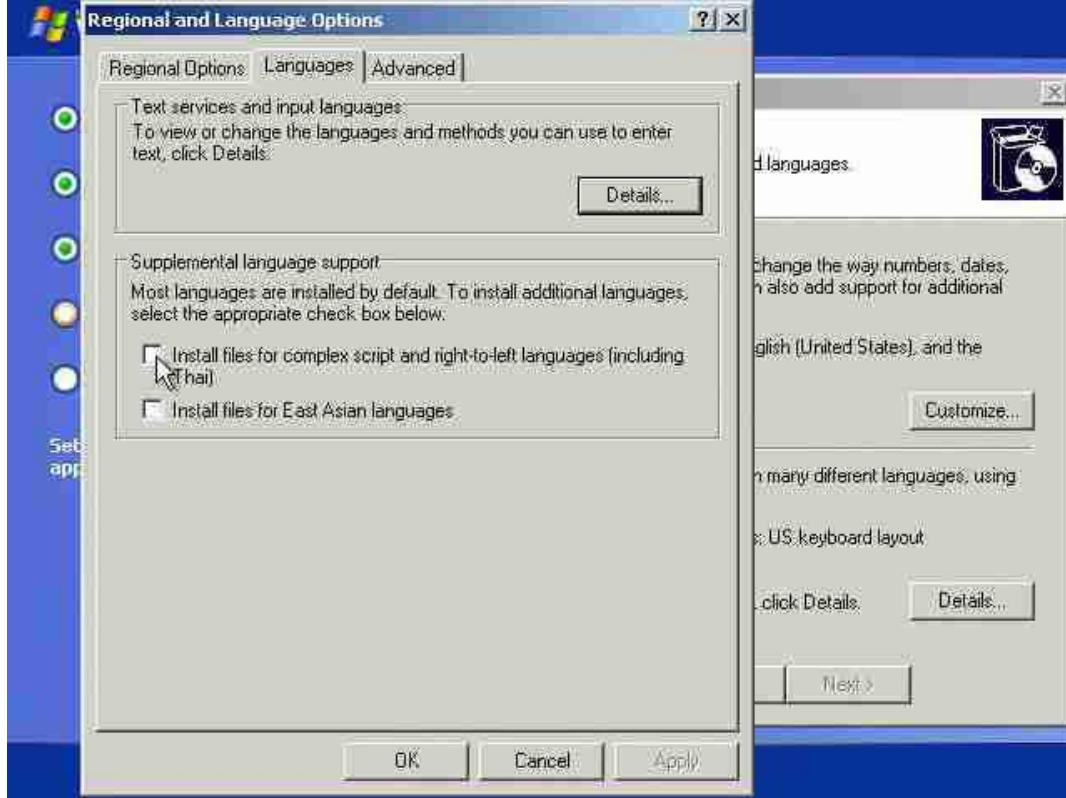 Regional and Language Options
Regional Options Languages Advanced
Text services and input languages
To view or change the languages and methods you can use to enter
text, click Details.
Details...
Supplemental language support
Most languages are installed by default. To install additional languages,
select the appropriate check box below.
Install files for complex script and right-to-left languages (including
Thai)
Install files for East Asian languages
OK Cancel Apply
languages.
change the way numbers, dates,
also add support for additional
(United States), and the
Customize...
many different languages, using
US keyboard layout
click Details.
Details...
Next >